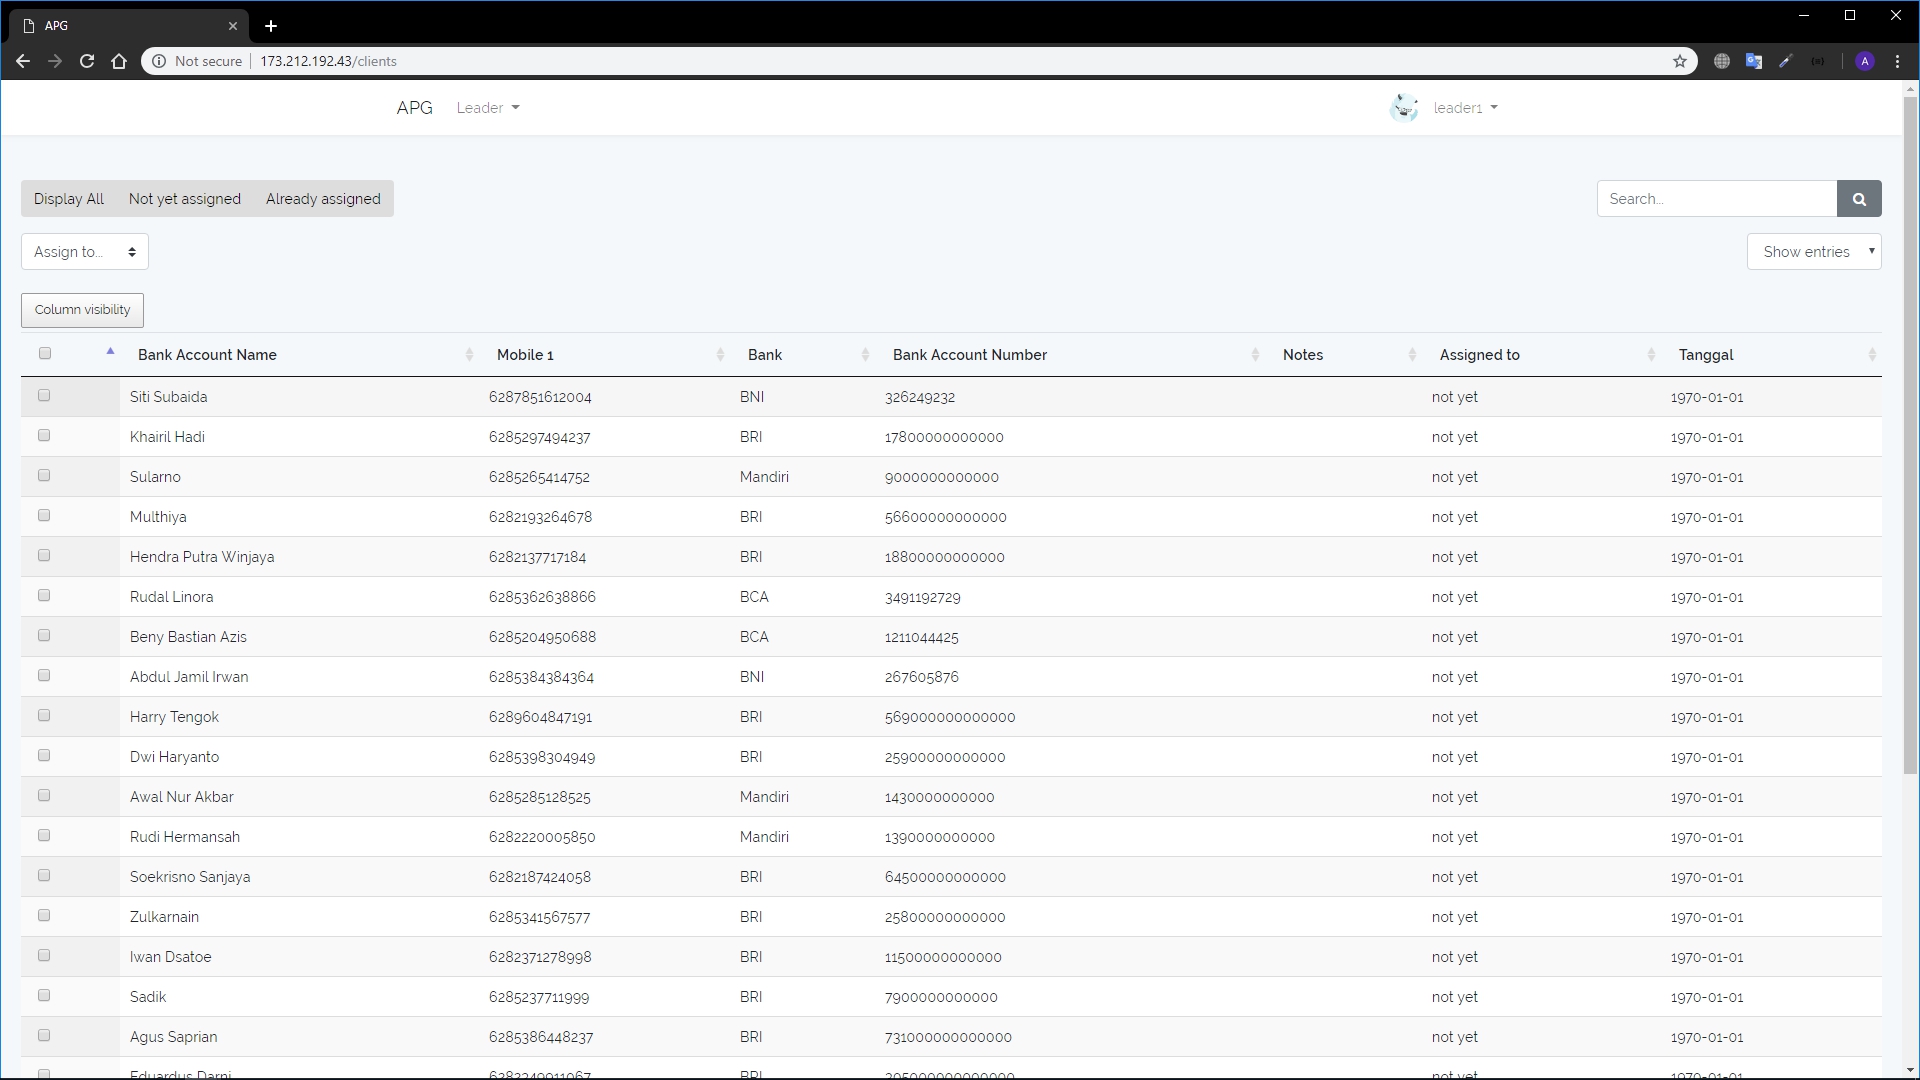 APG
Not secure 173.212.192.43/clients A
APG Leader leader1
Display All Not yet assigned Already assigned Search...
Assign to... Show entries
Column visibility
Bank Account Name Mobile 1 Bank Bank Account Number Notes Assigned to Tanggal
Siti Subaida 6287851612004 BNI 326249232 not yet 1970-01-01
Khairil Hadi 6285297494237 BRI 17800000000000 not yet 1970-01-01
Sularno 6285265414752 Mandiri 9000000000000 not yet 1970-01-01
Multhiya 6282193264678 BRI 56600000000000 not yet 1970-01-01
Hendra Putra Winjaya 6282137717184 BRI 18800000000000 not yet 1970-01-01
Rudal Linora 6285362638866 BCA 3491192729 not yet 1970-01-01
Beny Bastian Azis 6285204950688 BCA 1211044425 not yet 1970-01-01
Abdul Jamil Irwan 6285384384364 BNI 267605876 not yet 1970-01-01
Harry Tengok 6289604847191 BRI 569000000000000 not yet 1970-01-01
Dwi Haryanto 6285398304949 BRI 25900000000000 not yet 1970-01-01
Awal Nur Akbar 6285285128525 Mandiri 1430000000000 not yet 1970-01-01
Rudi Hermansah 6282220005850 Mandiri 1390000000000 not yet 1970-01-01
Soekrisno Sanjaya 6282187424058 BRI 64500000000000 not yet 1970-01-01
Zulkarnain 6285341567577 BRI 25800000000000 not yet 1970-01-01
Iwan Dsatoe 6282371278998 BRI 11500000000000 not yet 1970-01-01
Sadik 6285237711999 BRI 7900000000000 not yet 1970-01-01
Agus Saprian 6285386448237 BRI 731000000000000 not yet 1970-01-01
Eduardus Darni BRI not yet 1970-01-01